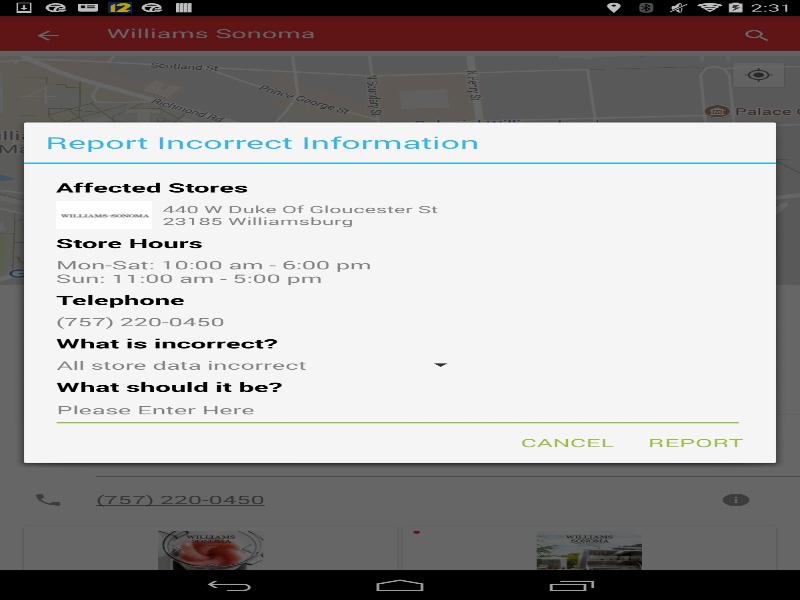 12
2:31
Williams Sonoma
Scotland St
Prince George St
Richmond Rd
N Henry St
Palace
Report Incorrect Information
Affected Stores
WILLIAMS-SONOMA
440 W Duke Of Gloucester St
23185 Williamsburg
Store Hours
Mon-Sat: 10:00 am - 6:00 pm
Sun: 11:00 am - 5:00 pm
Telephone
(757) 220-0450
What is incorrect?
All store data incorrect
What should it be?
Please Enter Here
CANCEL
REPORT
(757) 220-0450
WILLIAMS
SONOMA
WILLIAMS
SONOMA